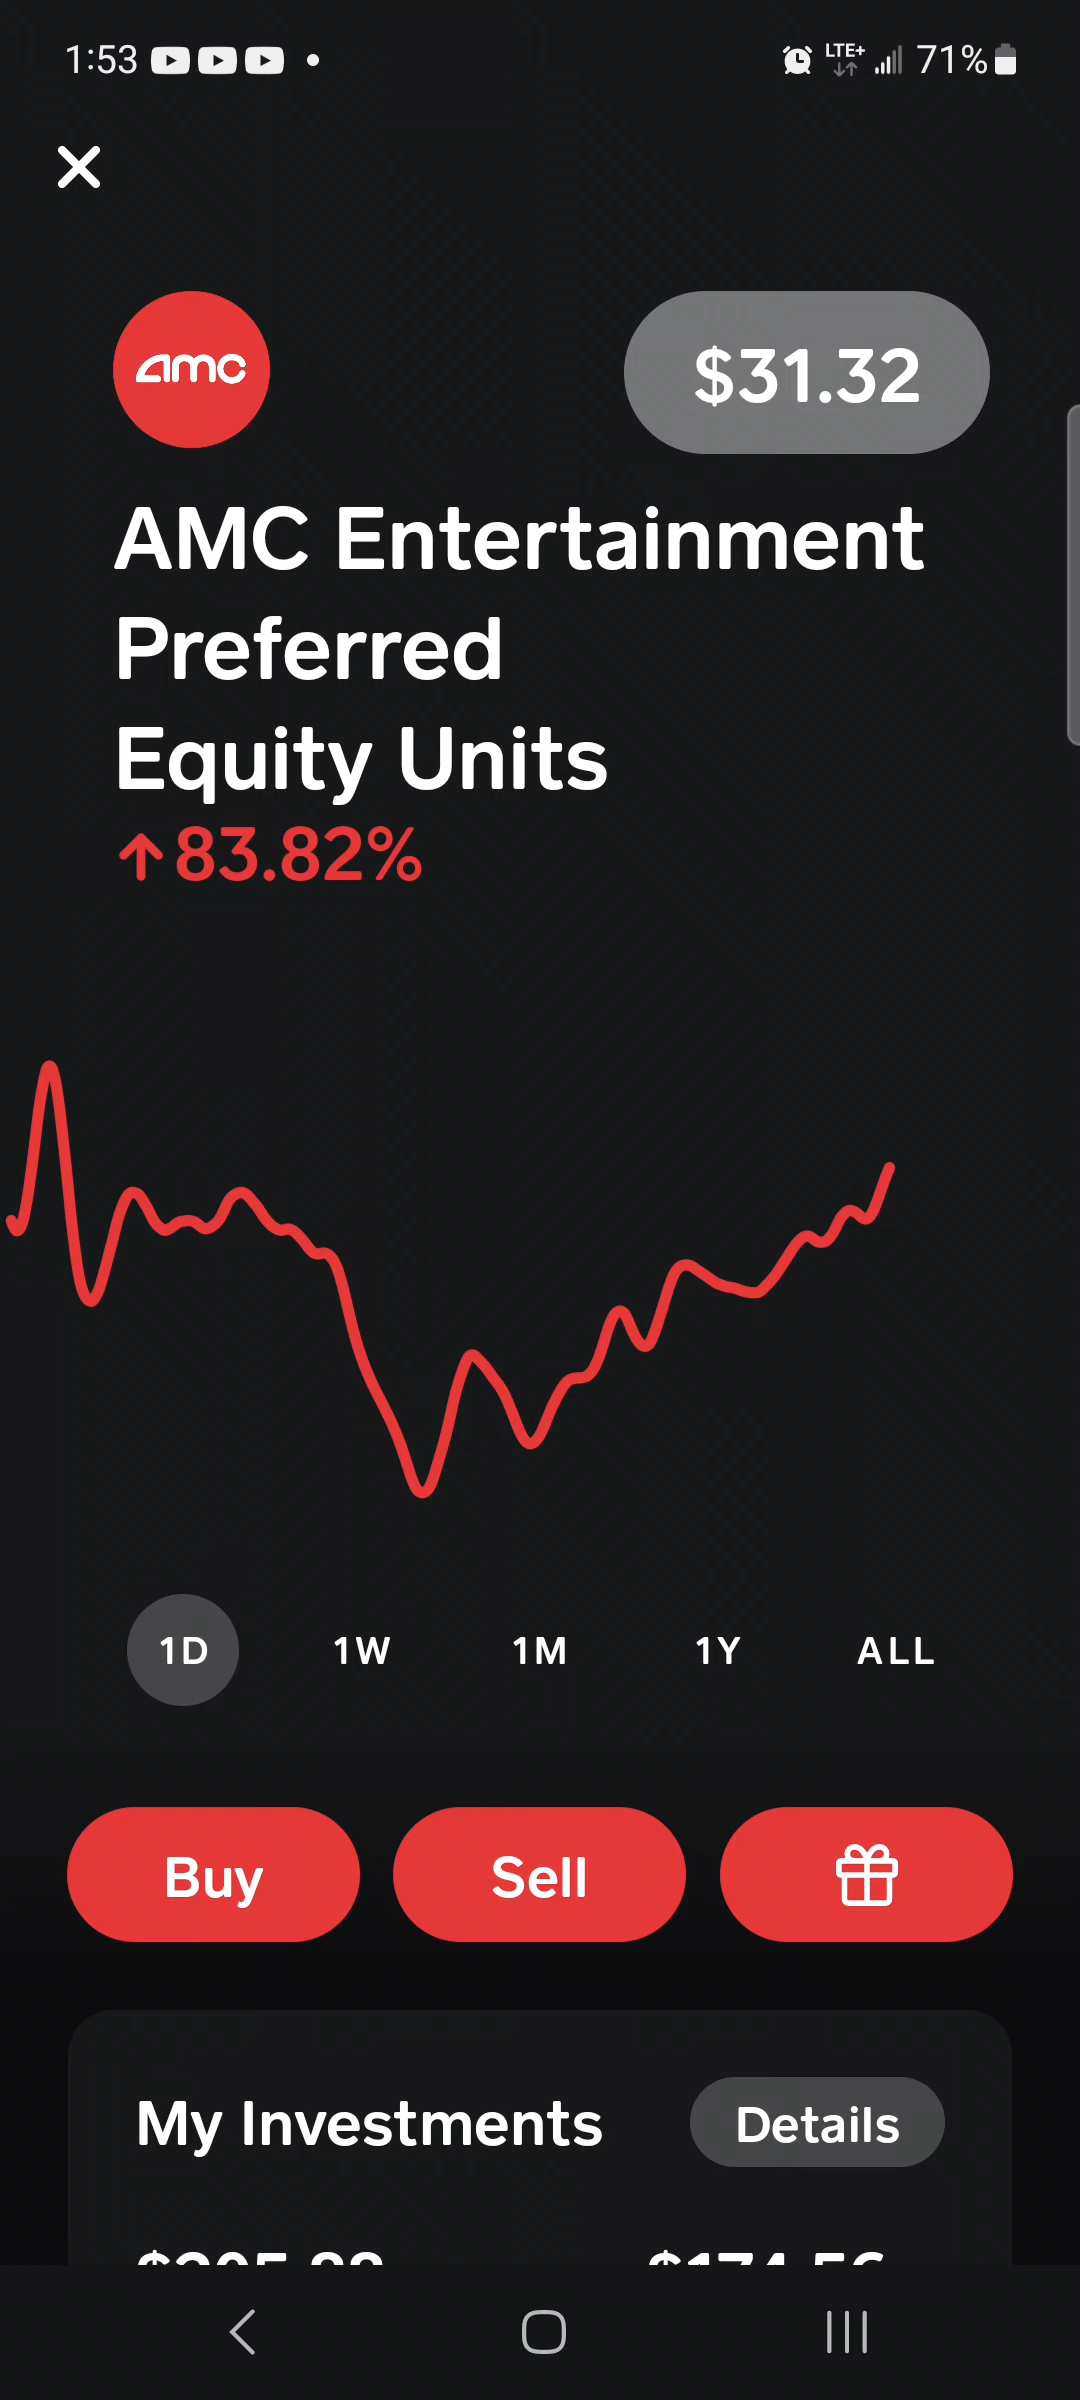 1:53
LTE+ 71%
amc
$31.32
AMC Entertainment
Preferred
Equity Units
↑83.82%
1D 1W 1M 1Y ALL
Buy Sell
My Investments Details